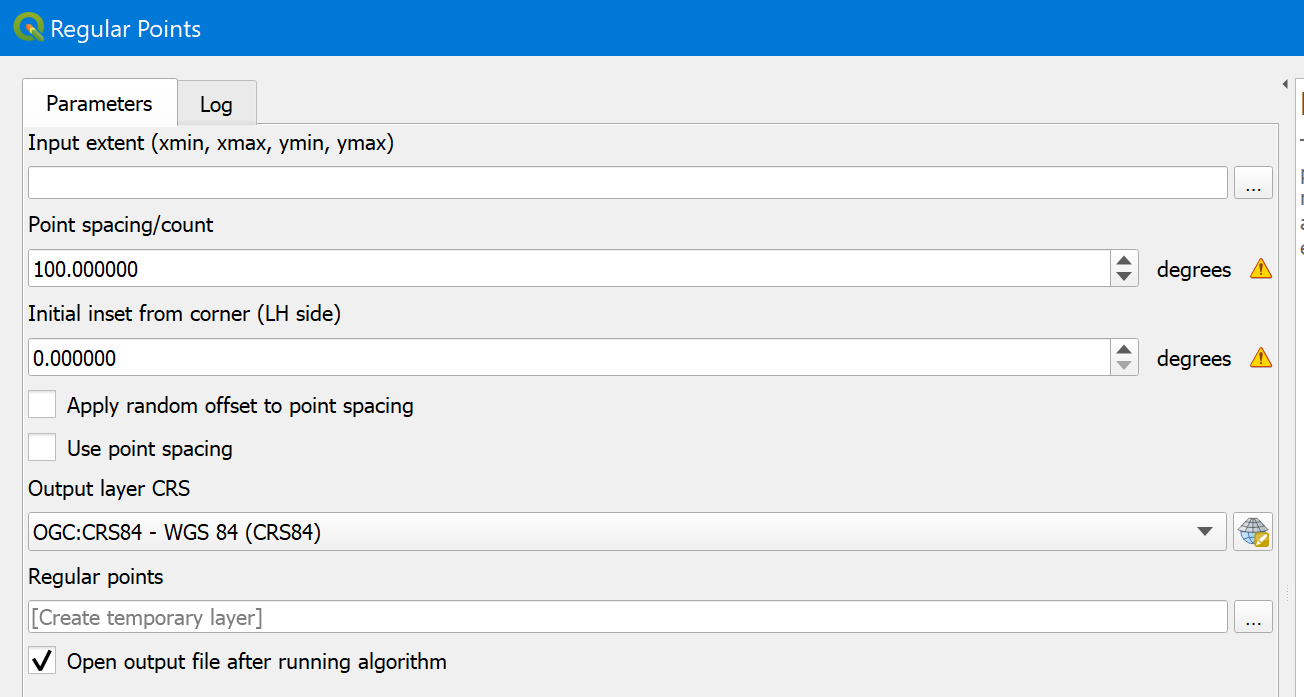 Regular Points
Parameters
Log
Input extent (xmin, xmax, ymin, ymax)
...
Point spacing/count
100.000000
degrees
Initial inset from corner (LH side)
0.000000
degrees
Apply random offset to point spacing
Use point spacing
Output layer CRS
OGC:CRS84 - WGS 84 (CRS84)
Regular points
[Create temporary layer]
...
Open output file after running algorithm